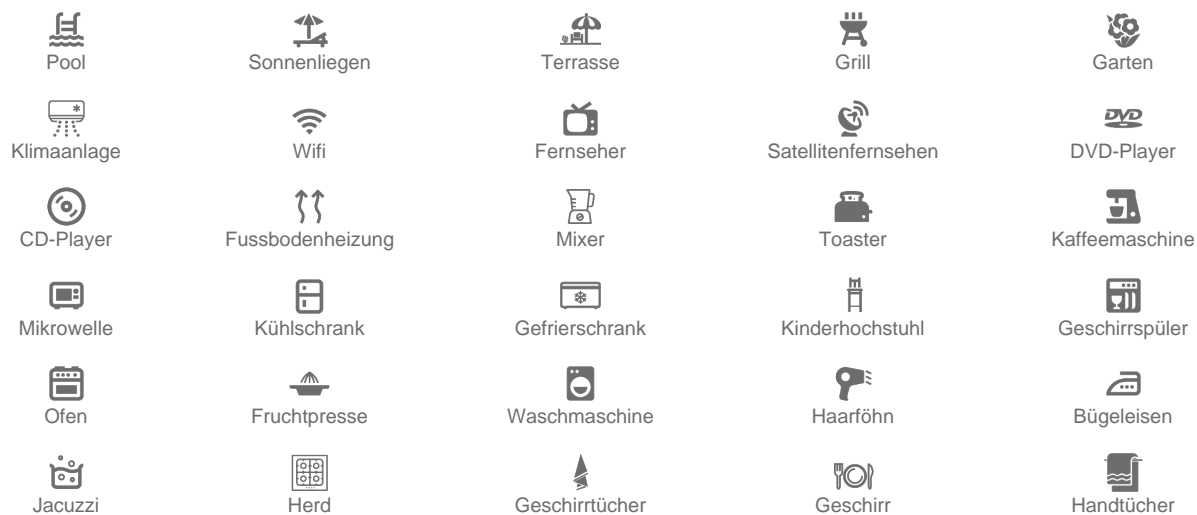 Pool Sonnenliegen Terrasse Grill Garten
DVD
Klimaanlage Wifi Fernseher Satellitenfernsehen DVD-Player
CD-Player Fussbodenheizung Mixer Toaster Kaffeemaschine
Mikrowelle Kühlschrank Gefrierschrank Kinderhochstuhl Geschirrspüler
Ofen Fruchtpresse Waschmaschine Haarföhn Bügeleisen
Jacuzzi Herd Geschirrtücher Geschirr Handtücher